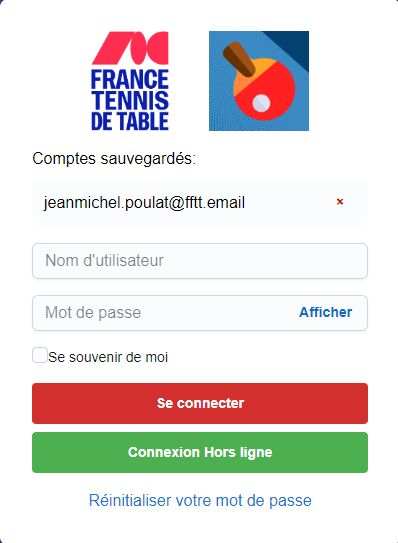 FRANCE
TENNIS
DE TABLE
Comptes sauvegardés:
jeanmichel.poulat@fftt.email ×
Nom d'utilisateur
Mot de passe Afficher
Se souvenir de moi
Se connecter
Connexion Hors ligne
Réinitialiser votre mot de passe